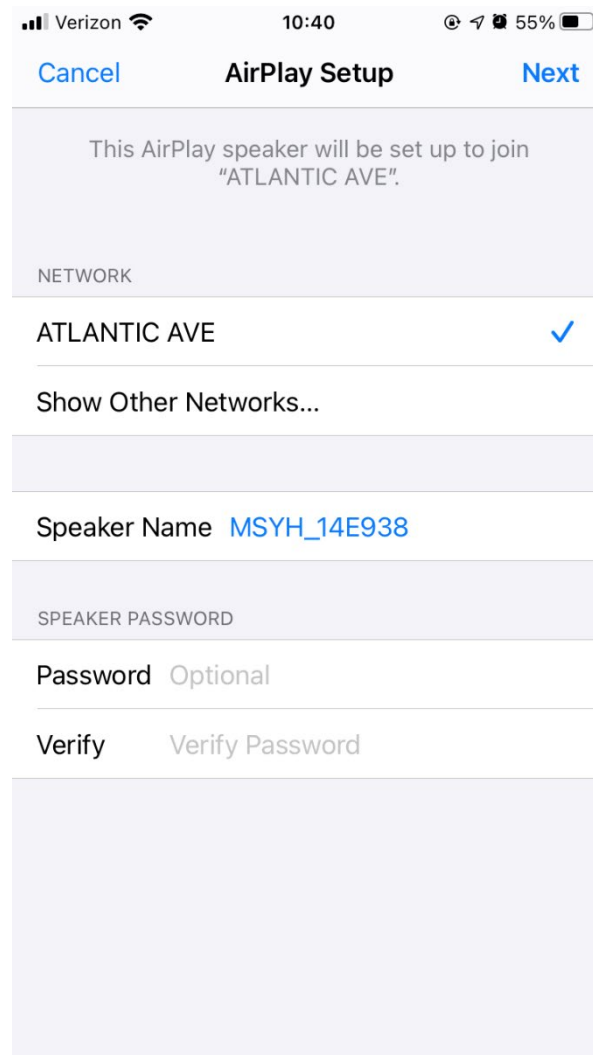 Verizon 10:40 55%
Cancel AirPlay Setup Next
This AirPlay speaker will be set up to join
“ATLANTIC AVE”.
NETWORK
ATLANTIC AVE
Show Other Networks...
Speaker Name MSYH_14E938
SPEAKER PASSWORD
Password Optional
Verify Verify Password